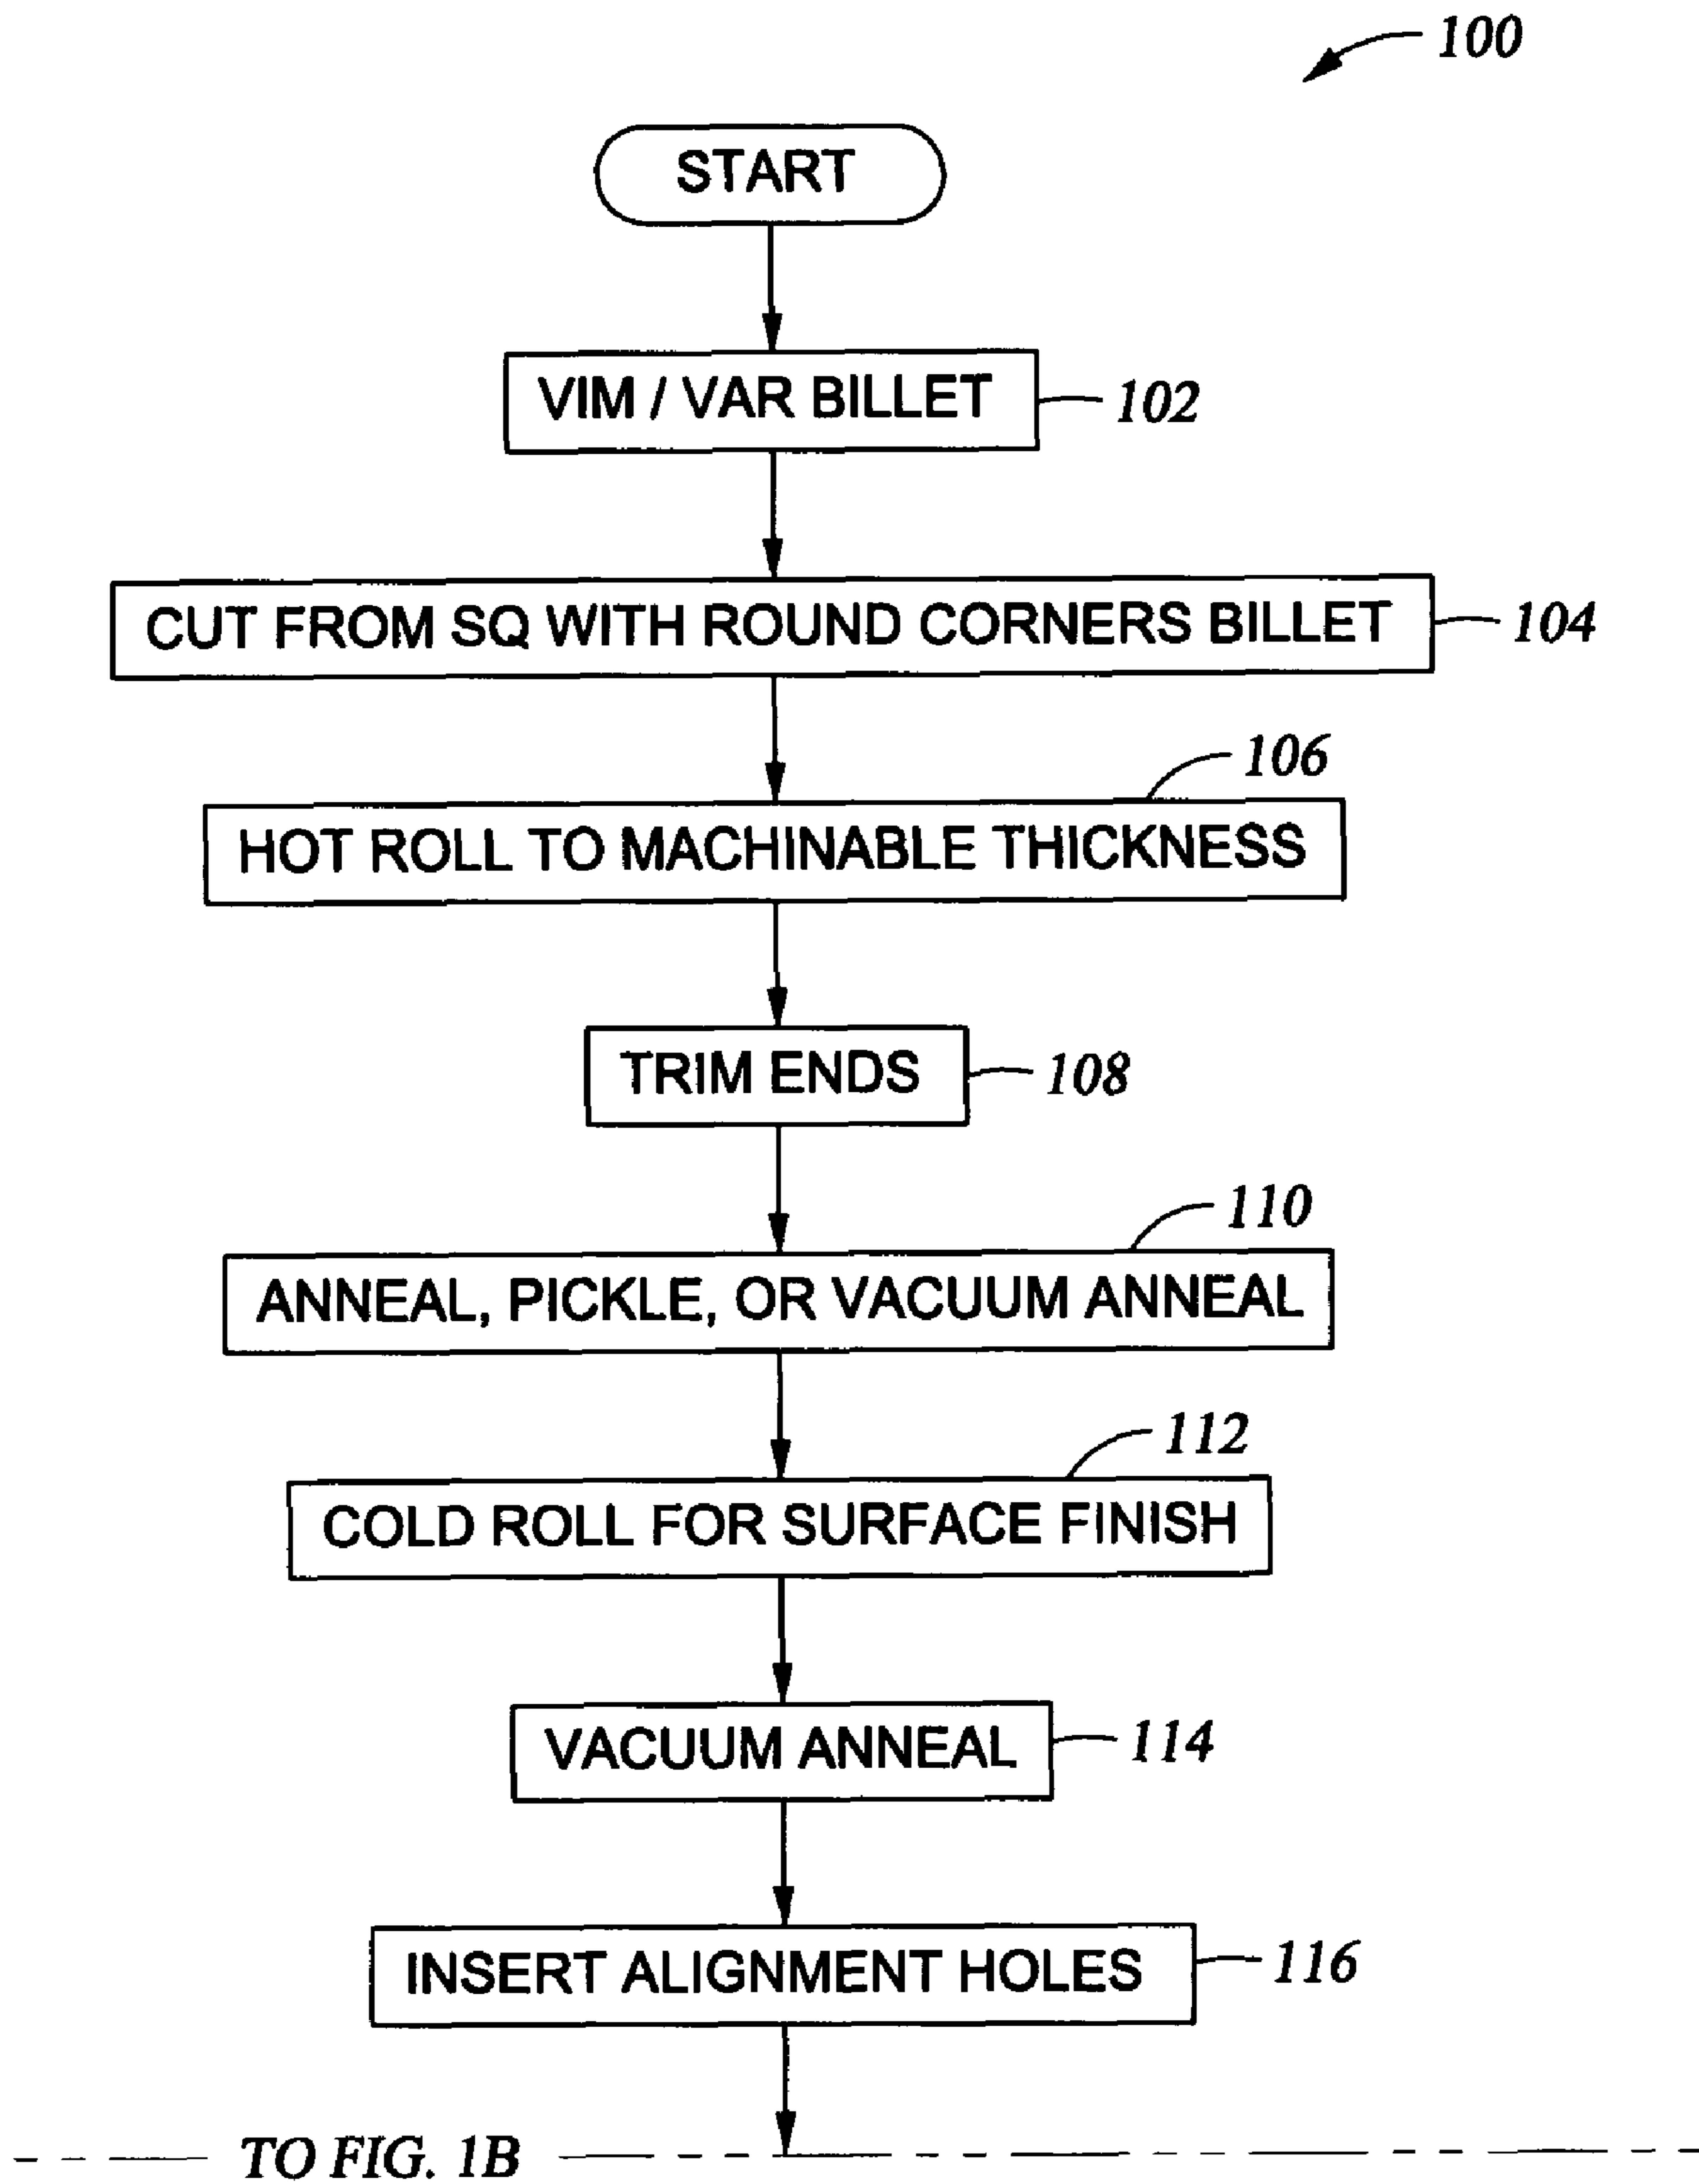 100
START
VIM / VAR BILLET
102
CUT FROM SQ WITH ROUND CORNERS BILLET
104
106
HOT ROLL TO MACHINABLE THICKNESS
TRIM ENDS
108
110
ANNEAL, PICKLE, OR VACUUM ANNEAL
112
COLD ROLL FOR SURFACE FINISH
VACUUM ANNEAL
114
INSERT ALIGNMENT HOLES
116
TO FIG. 1B